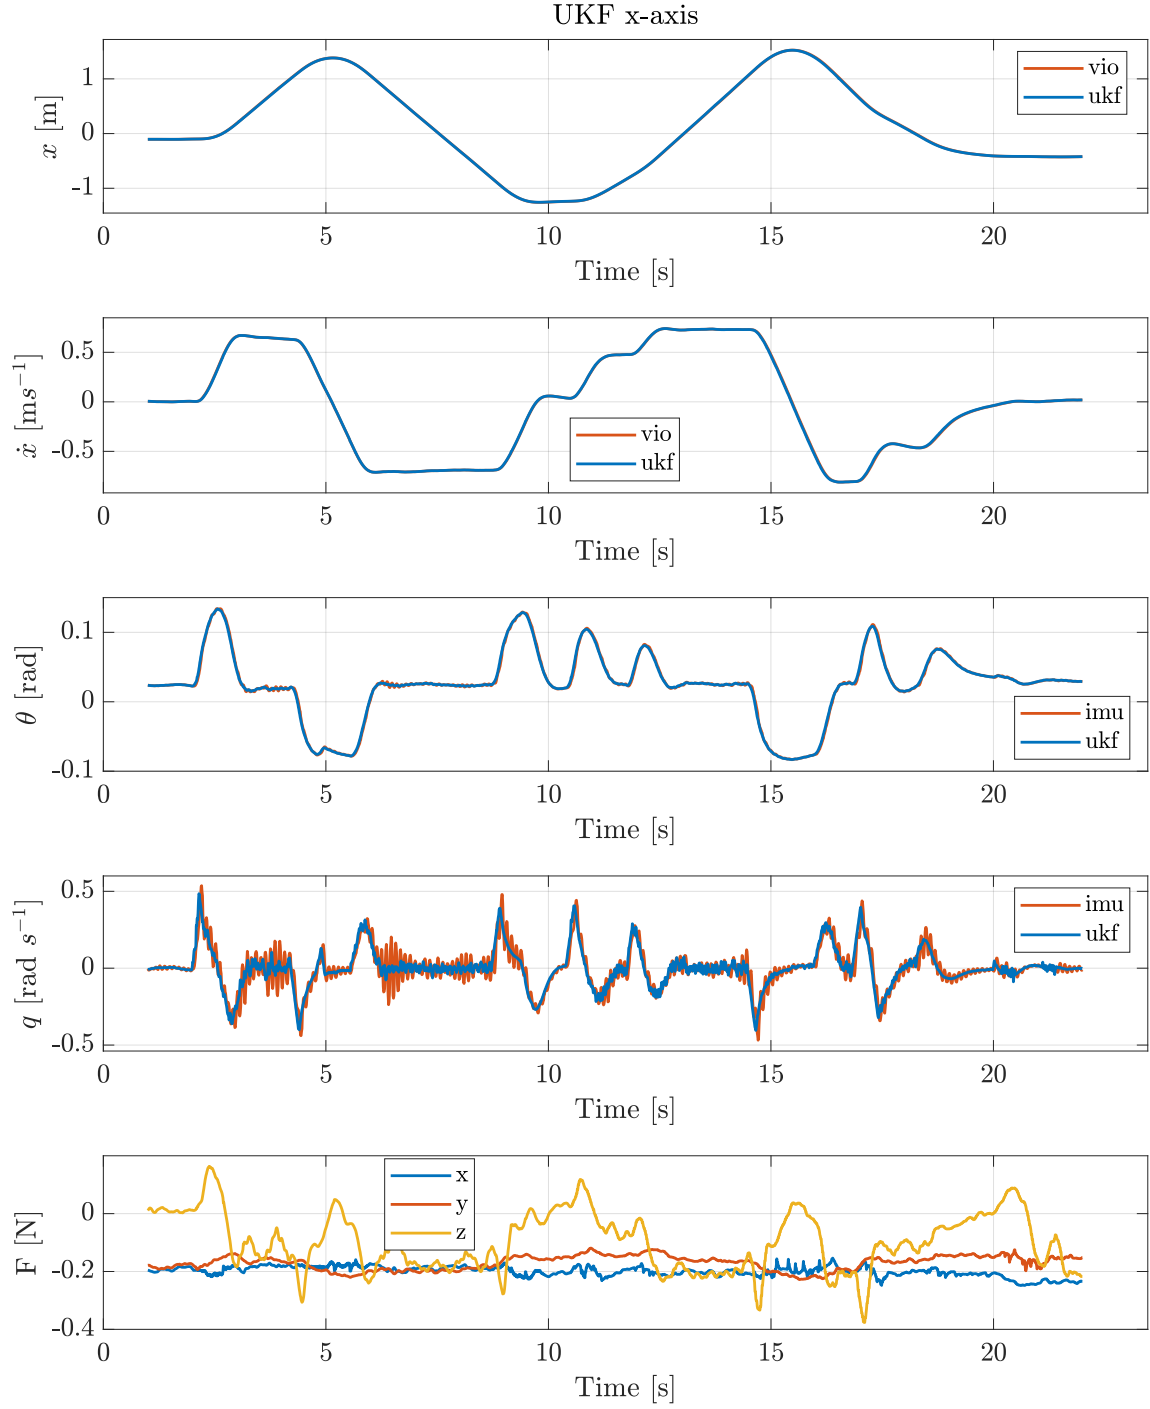 UKF x-axis
x [m]
1
0
-1
vio
ukf
0 5 10 15 20
Time [s]
ẋ [ms⁻¹]
0.5
0
-0.5
vio
ukf
0 5 10 15 20
Time [s]
θ [rad]
0.1
0
-0.1
imu
ukf
0 5 10 15 20
Time [s]
q [rad s⁻¹]
0.5
0
-0.5
imu
ukf
0 5 10 15 20
Time [s]
F [N]
0
-0.2
-0.4
x
y
z
0 5 10 15 20
Time [s]